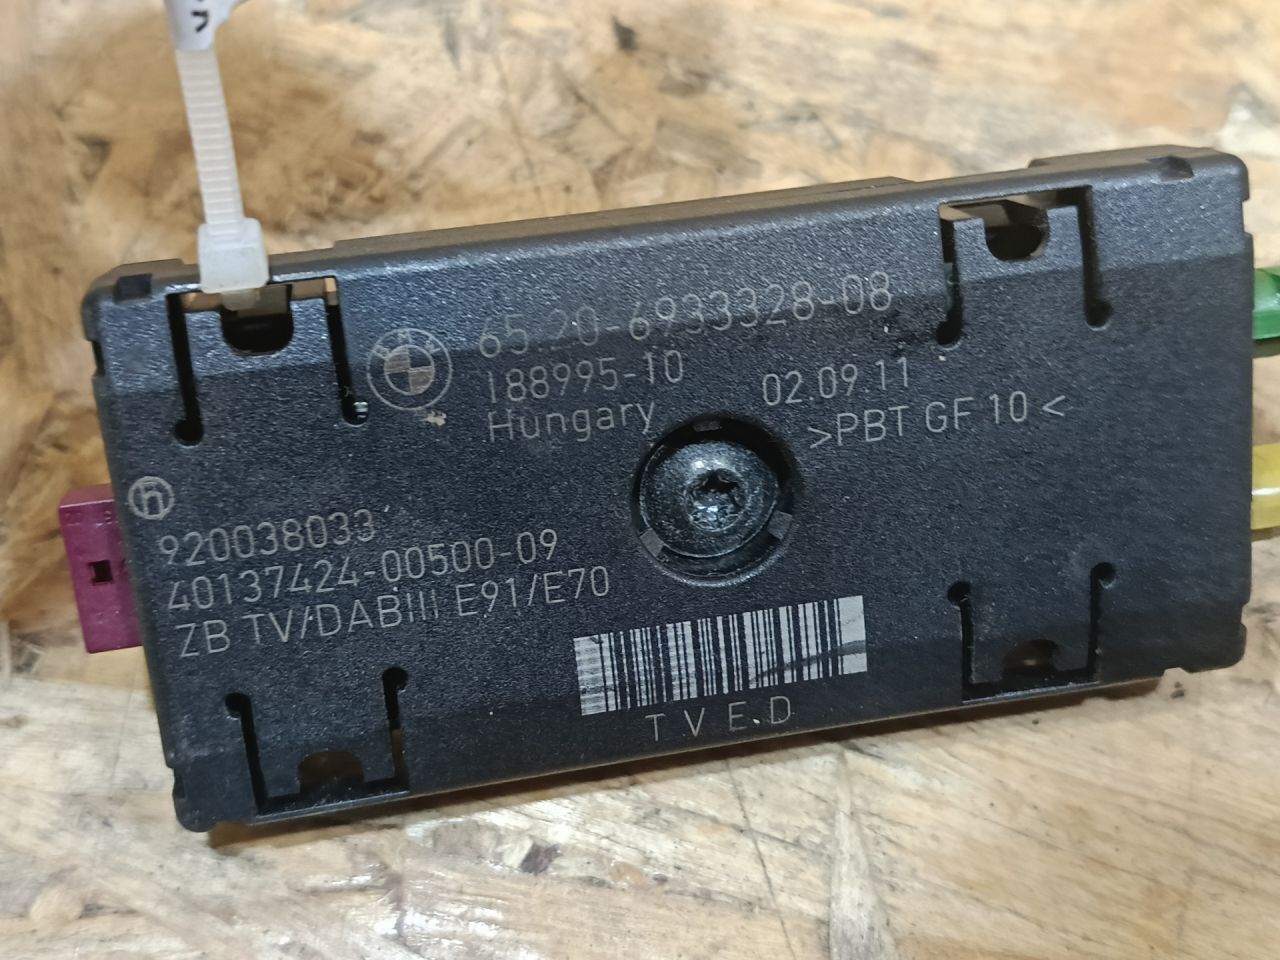 65.20-6933328-08
188995-10
02.09.11
Hungary
>PBT GF 10<
h
920038033
40137424-00500-09
ZB TV/DABIII E91/E70
T V E D